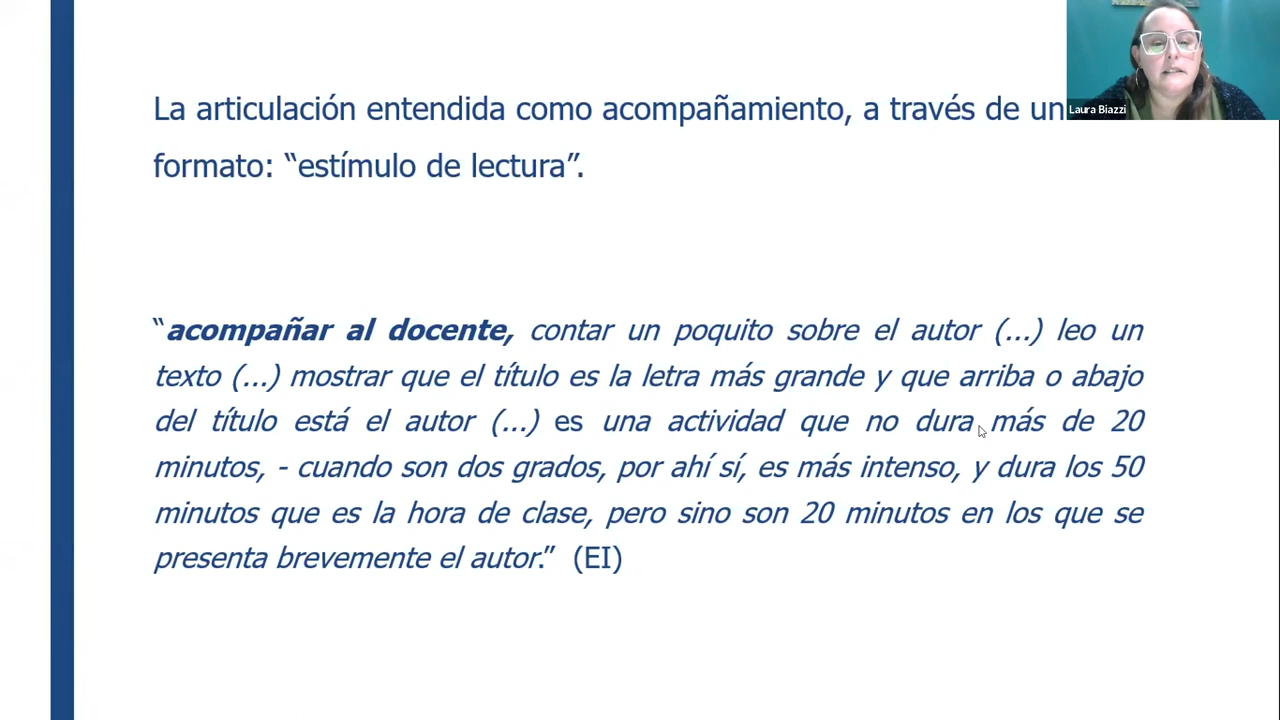 La articulación entendida como acompañamiento, a través de un
formato: “estímulo de lectura”.
Laura Biazzi
“acompañar al docente, contar un poquito sobre el autor (...) leo un
texto (...) mostrar que el título es la letra más grande y que arriba o abajo
del título está el autor (...) es una actividad que no dura más de 20
minutos, - cuando son dos grados, por ahí sí, es más intenso, y dura los 50
minutos que es la hora de clase, pero sino son 20 minutos en los que se
presenta brevemente el autor.” (EI)